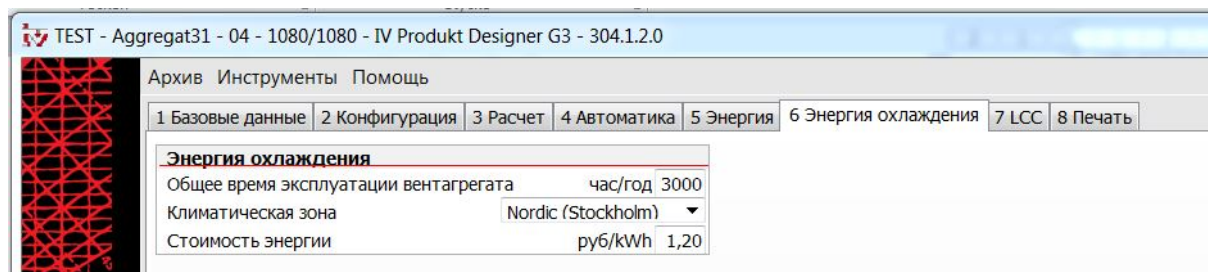 TEST - Aggregat31 - 04 - 1080/1080 - IV Produkt Designer G3 - 304.1.2.0
Архив Инструменты Помощь
1 Базовые данные 2 Конфигурация 3 Расчет 4 Автоматика 5 Энергия 6 Энергия охлаждения 7 LCC 8 Печать
Энергия охлаждения
Общее время эксплуатации вентагрегата час/год 3000
Климатическая зона Nordic (Stockholm)
Стоимость энергии руб/kWh 1,20